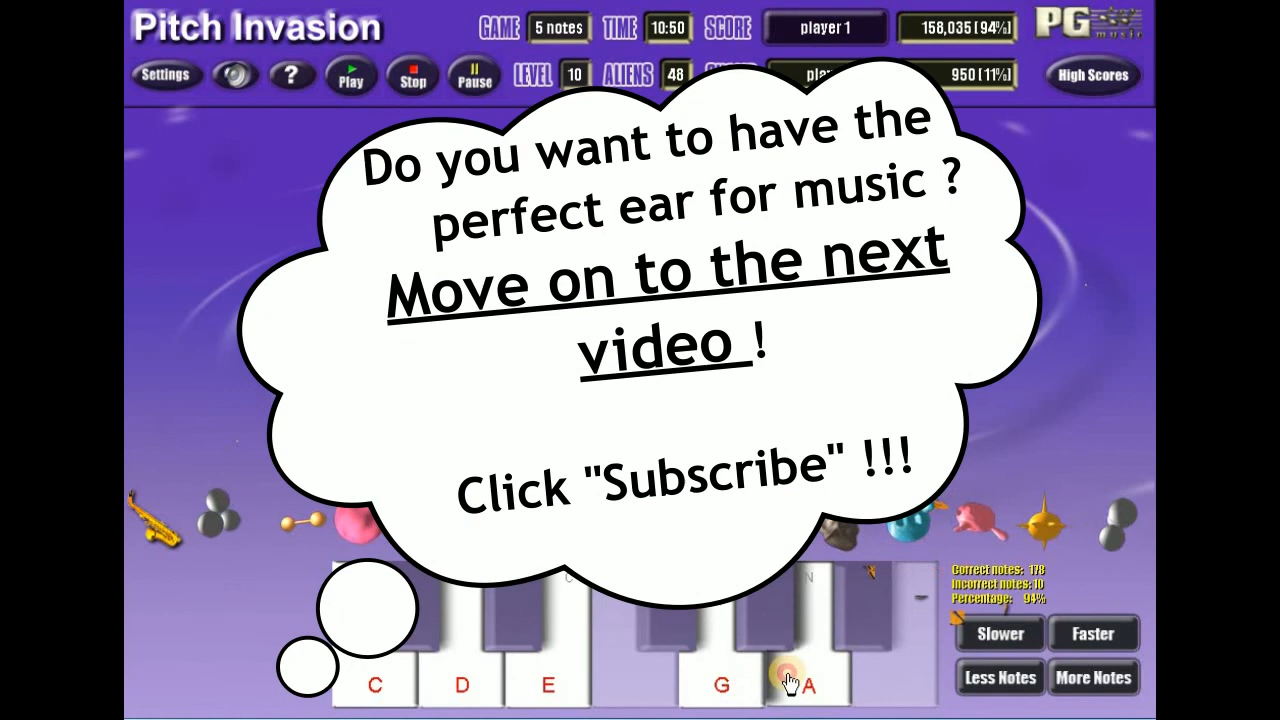 Pitch Invasion
GAME 5 notes TIME 10:50 SCORE player 1 158,035 [94%] PG music
Settings ? Play Stop Pause LEVEL 10 ALIENS 48 950 [11%] High Scores
Do you want to have the
perfect ear for music ?
Move on to the next
video !
Click "Subscribe" !!!
Correct notes: 178
Incorrect notes: 10
Percentage: 94%
Slower Faster
Less Notes More Notes
C D E G A